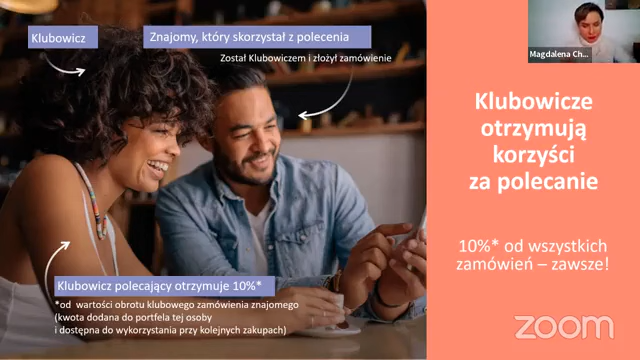 Klubowicz
Znajomy, który skorzystał z polecenia
Został Klubowiczem i złożył zamówienie
Klubowicz polecający otrzymuje 10%*
*od wartości obrotu klubowego zamówienia znajomego
(kwota dodana do portfela tej osoby
i dostępna do wykorzystania przy kolejnych zakupach)
Magdalena Ch...
Klubowicze
otrzymują
korzyści
za polecanie
10%* od wszystkich
zamówień – zawsze!
zoom